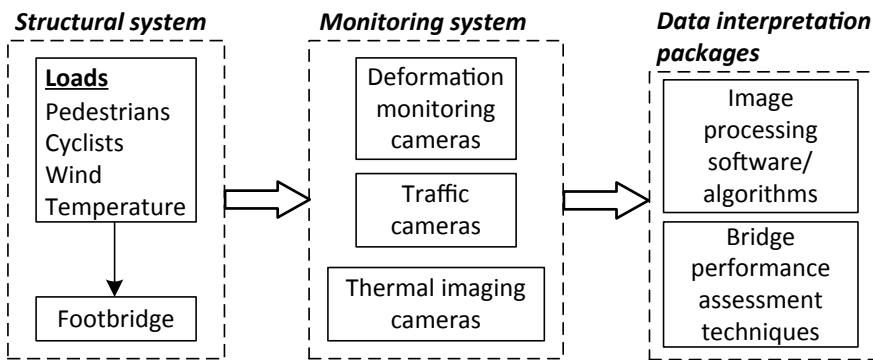 Structural system
Loads
Pedestrians
Cyclists
Wind
Temperature
Footbridge
Monitoring system
Deformation
monitoring
cameras
Traffic
cameras
Thermal imaging
cameras
Data interpretation
packages
Image
processing
software/
algorithms
Bridge
performance
assessment
techniques